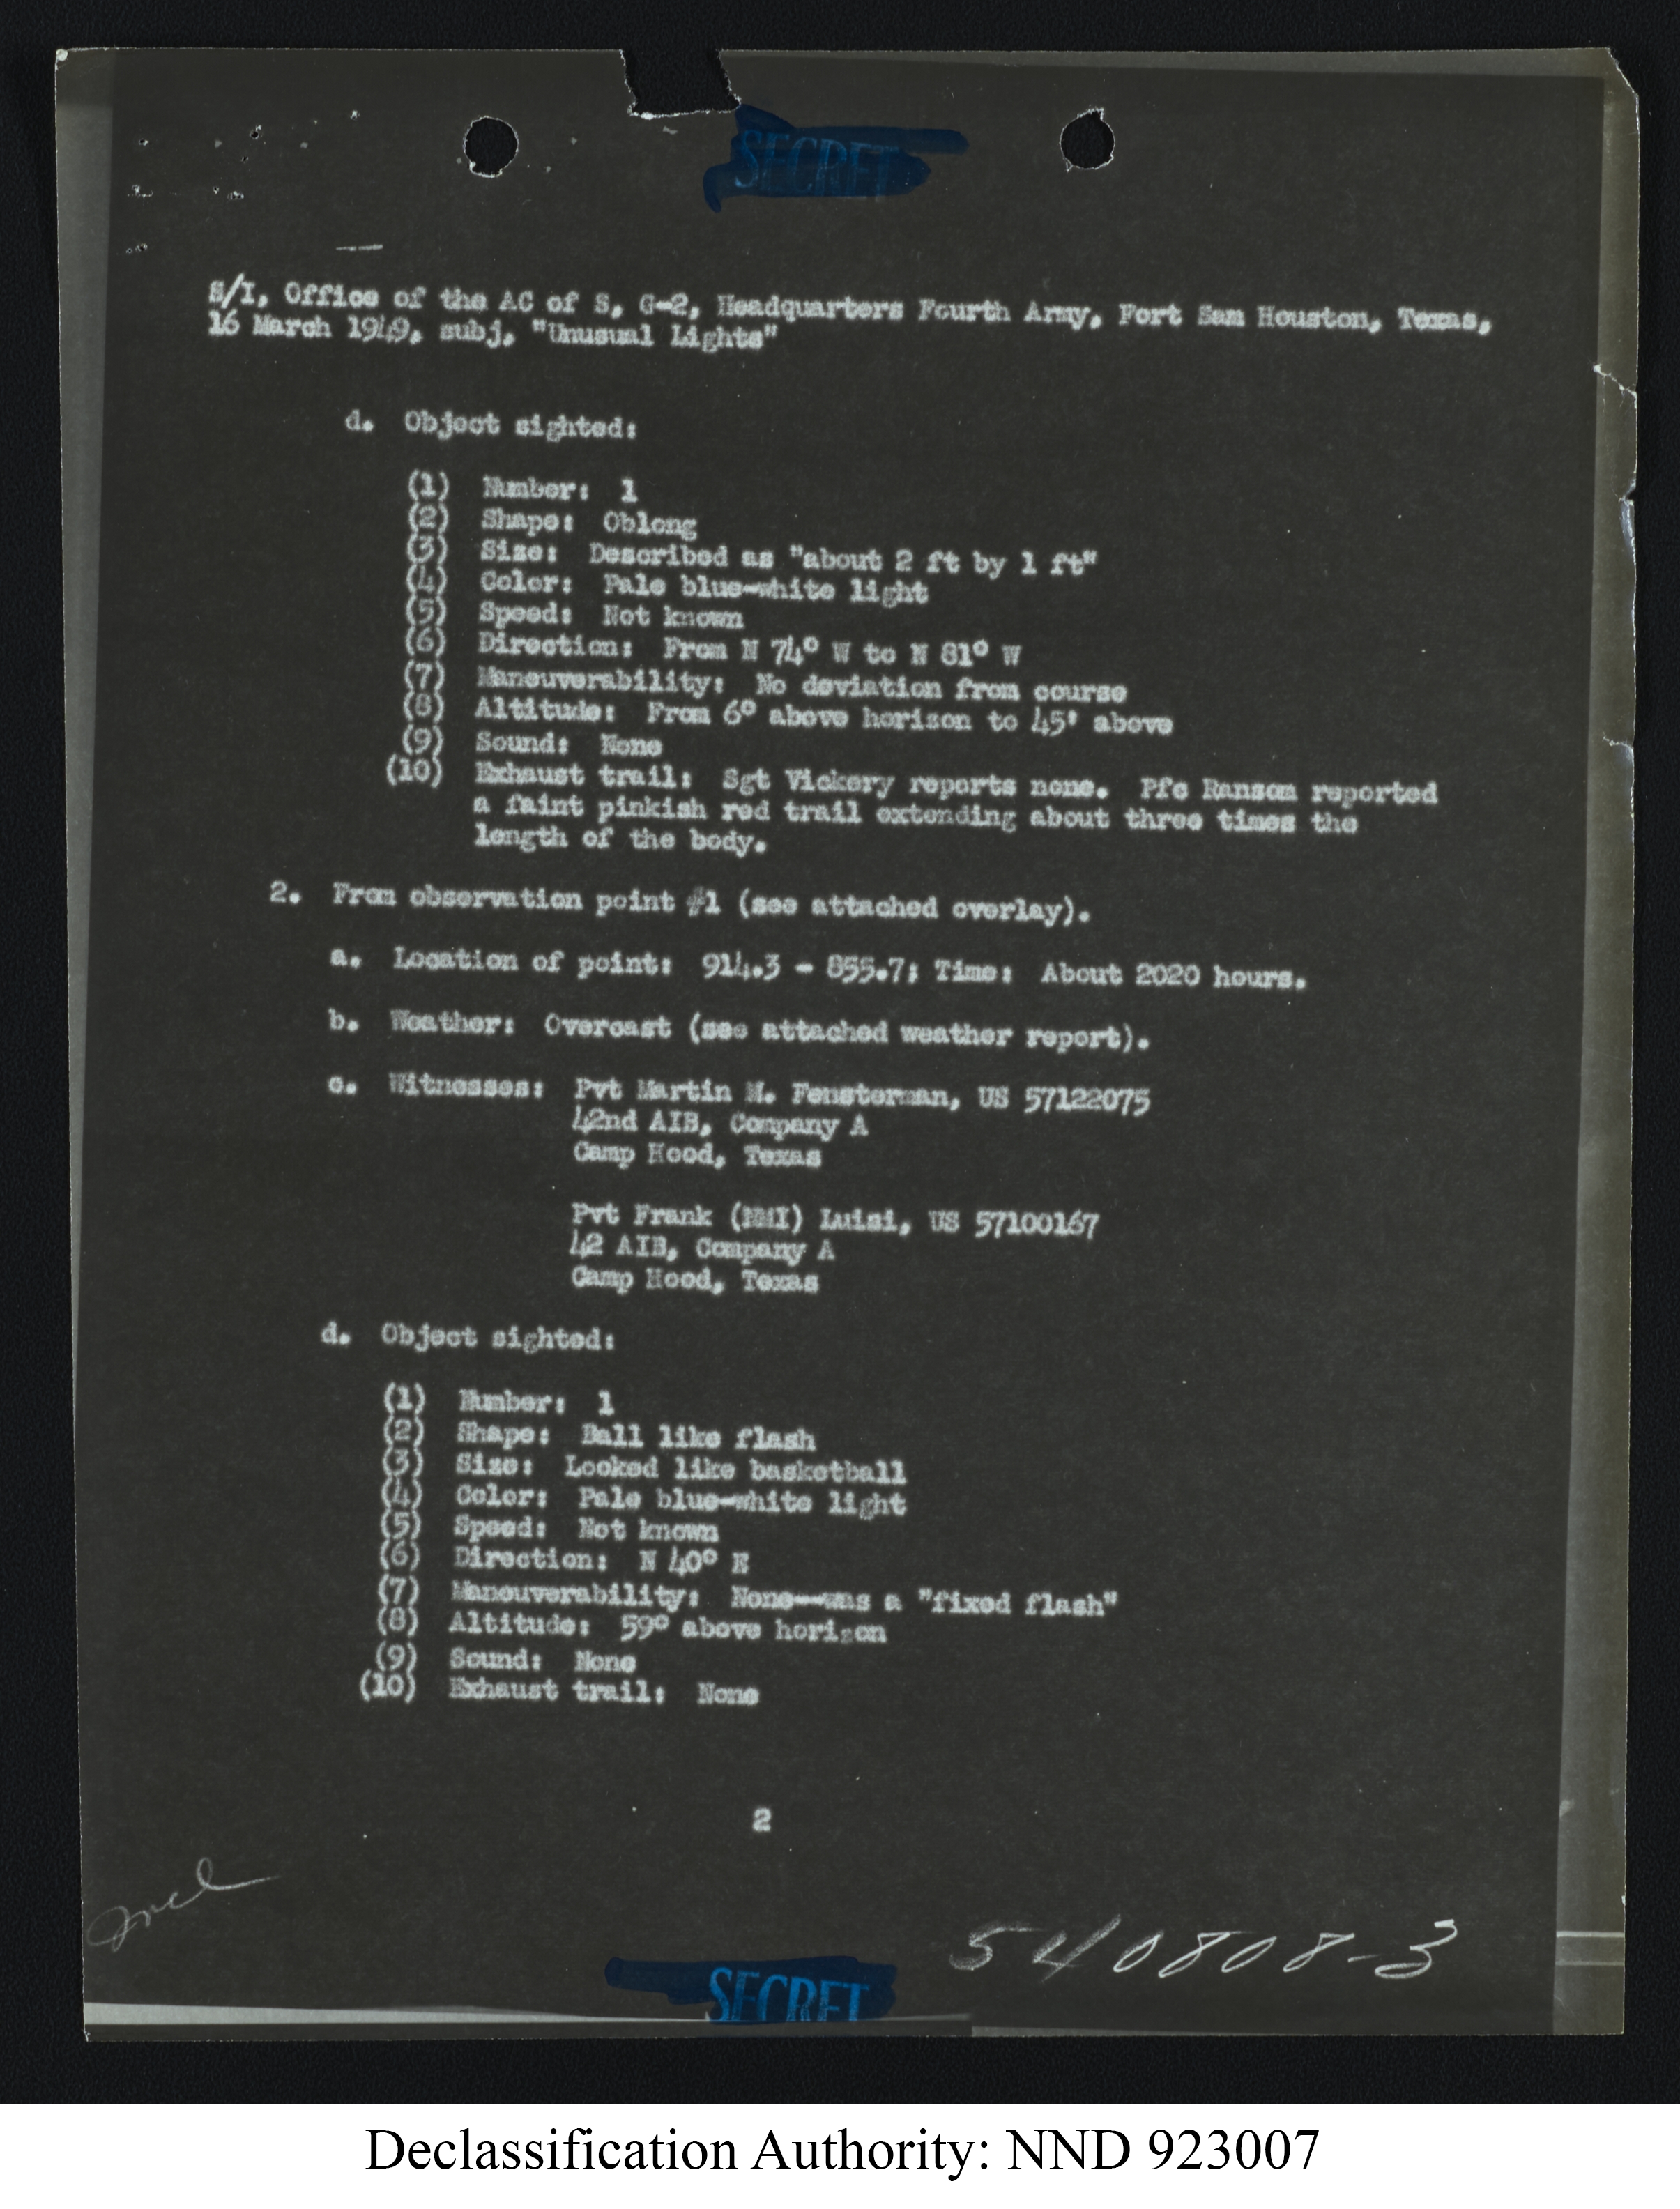 SECRET
S/I, Office of the AC of S, G-2, Headquarters Fourth Army, Fort Sam Houston, Texas,
16 March 1949, subj, "Unusual Lights"
d. Object sighted:
(1) Number: 1
(2) Shape: Oblong
(3) Size: Described as "about 2 ft by 1 ft"
(4) Color: Pale blue-white light
(5) Speed: Not known
(6) Direction: From N 74° W to N 81° W
(7) Maneuverability: No deviation from course
(8) Altitude: From 6° above horizon to 45' above
(9) Sound: None
(10) Exhaust trail: Sgt Vickery reports none. Pfc Ransom reported
a faint pinkish red trail extending about three times the
length of the body.
2. From observation point #1 (see attached overlay).
a. Location of point: 914.3 - 855.7; Time: About 2020 hours.
b. Weather: Overcast (see attached weather report).
c. Witnesses: Pvt Martin M. Fensterman, US 57122075
42nd AIB, Company A
Camp Hood, Texas
Pvt Frank (NMI) Luisi, US 57100167
42 AIB, Company A
Camp Hood, Texas
d. Object sighted:
(1) Number: 1
(2) Shape: Ball like flash
(3) Size: Looked like basketball
(4) Color: Pale blue-white light
(5) Speed: Not known
(6) Direction: N 40° E
(7) Maneuverability: None--was a "fixed flash"
(8) Altitude: 59° above horizon
(9) Sound: None
(10) Exhaust trail: None
2
Incl
540808-3
SECRET
Declassification Authority: NND 923007